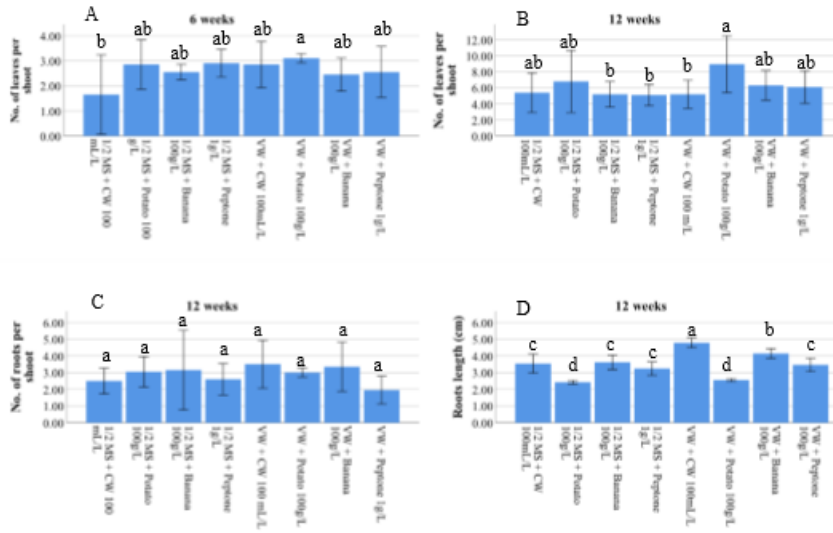 A
6 weeks
No. of leaves per
shoot
4.00
3.00
2.00
1.00
0.00
b
ab
ab
ab
ab
a
ab
ab
1/2 MS + CW 100
mL/L
1/2 MS + Potato 100
g/L
1/2 MS + Banana
100g/L
1/2 MS + Peptone
1g/L
VW + CW 100mL/L
VW + Potato 100g/L
VW + Banana
100g/L
VW + Peptone 1g/L
B
12 weeks
No. of leaves per
shoot
12.00
10.00
8.00
6.00
4.00
2.00
0.00
ab
ab
b
b
b
a
ab
ab
1/2 MS + CW
100mL/L
1/2 MS + Potato
100g/L
1/2 MS + Banana
100g/L
1/2 MS + Peptone
1g/L
VW + CW 100 m/L
VW + Potato 100g/L
VW + Banana
100g/L
VW + Peptone 1g/L
C
12 weeks
No. of roots per
shoot
6.00
5.00
4.00
3.00
2.00
1.00
0.00
a
a
a
a
a
a
a
a
1/2 MS + CW 100
mL/L
1/2 MS + Potato
100g/L
1/2 MS + Banana
100g/L
1/2 MS + Peptone
1g/L
VW + CW 100 mL/L
VW + Potato 100g/L
VW + Banana
100g/L
VW + Peptone 1g/L
D
12 weeks
Roots length (cm)
6.00
5.00
4.00
3.00
2.00
1.00
0.00
c
d
c
c
a
d
b
c
1/2 MS + CW
100mL/L
1/2 MS + Potato
100g/L
1/2 MS + Banana
100g/L
1/2 MS + Peptone
1g/L
VW + CW 100mL/L
VW + Potato 100g/L
VW + Banana
100g/L
VW + Peptone 1g/L